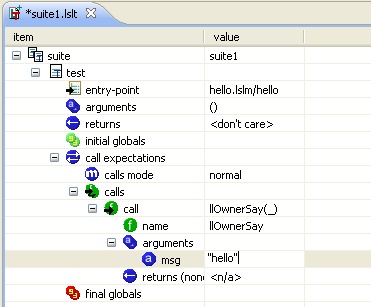 *suite1.lslt
item value
suite suite1
test
entry-point hello.lslm/hello
arguments ()
returns <don't care>
initial globals
call expectations
calls mode normal
calls
call llOwnerSay(_)
name llOwnerSay
arguments
msg "hello"
returns (none <n/a>
final globals